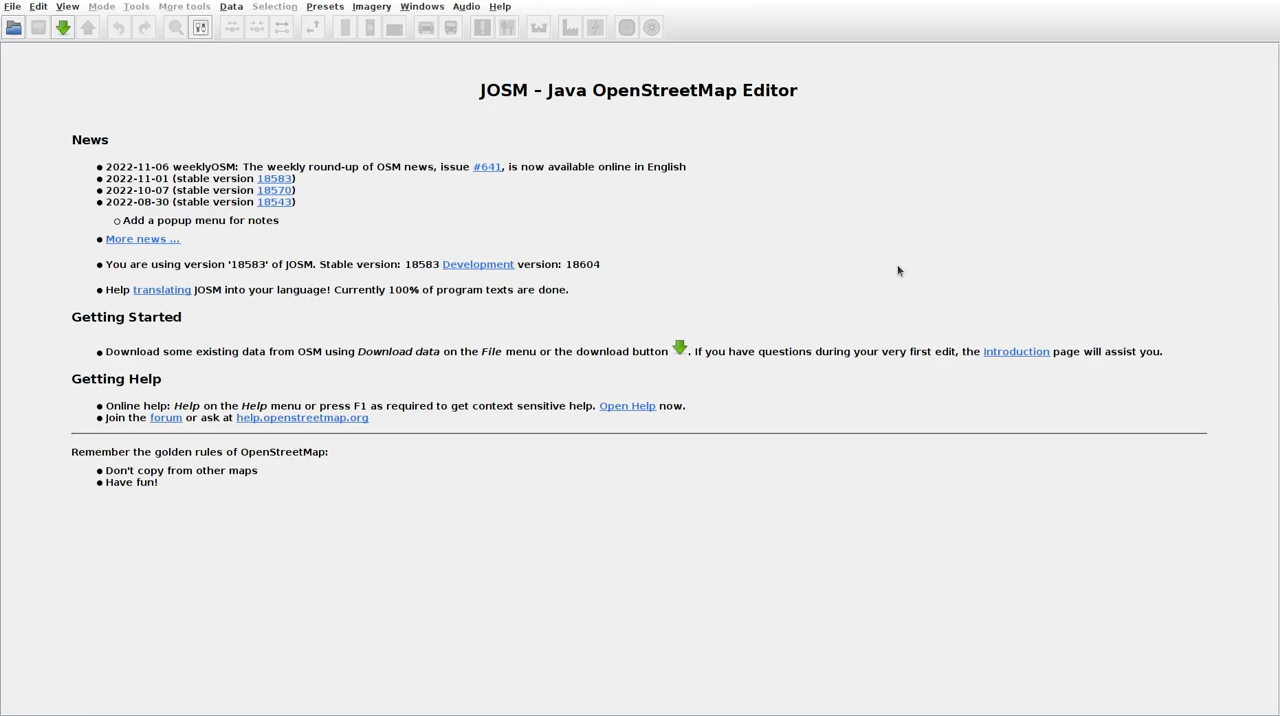 File Edit View Mode Tools More tools Data Selection Presets Imagery Windows Audio Help
JOSM – Java OpenStreetMap Editor
News
2022-11-06 weeklyOSM: The weekly round-up of OSM news, issue #641, is now available online in English
2022-11-01 (stable version 18583)
2022-10-07 (stable version 18570)
2022-08-30 (stable version 18543)
Add a popup menu for notes
More news ...
You are using version '18583' of JOSM. Stable version: 18583 Development version: 18604
Help translating JOSM into your language! Currently 100% of program texts are done.
Getting Started
Download some existing data from OSM using Download data on the File menu or the download button . If you have questions during your very first edit, the Introduction page will assist you.
Getting Help
Online help: Help on the Help menu or press F1 as required to get context sensitive help. Open Help now.
Join the forum or ask at help.openstreetmap.org
Remember the golden rules of OpenStreetMap:
Don't copy from other maps
Have fun!